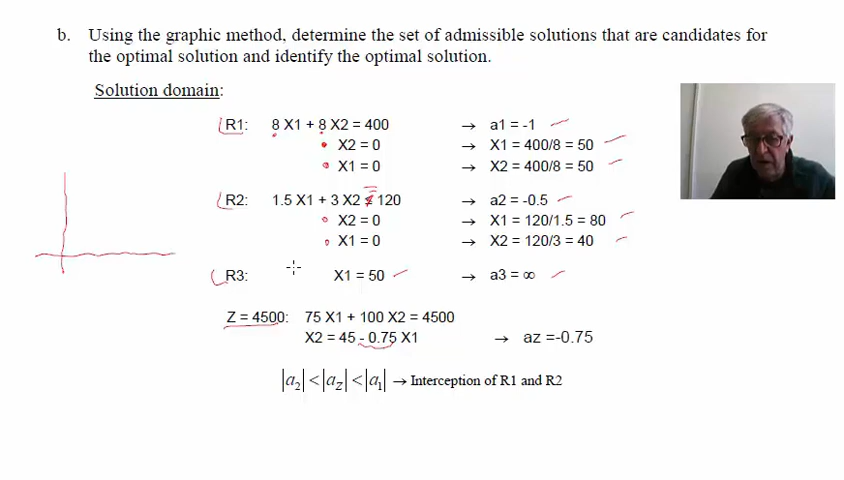 b. Using the graphic method, determine the set of admissible solutions that are candidates for
the optimal solution and identify the optimal solution.
Solution domain:
R1: 8 X1 + 8 X2 = 400 → a1 = -1
• X2 = 0 → X1 = 400/8 = 50
• X1 = 0 → X2 = 400/8 = 50
R2: 1.5 X1 + 3 X2 = 120 → a2 = -0.5
• X2 = 0 → X1 = 120/1.5 = 80
• X1 = 0 → X2 = 120/3 = 40
R3: X1 = 50 → a3 = ∞
Z = 4500: 75 X1 + 100 X2 = 4500
X2 = 45 - 0.75 X1 → az =-0.75
|a₂| < |a_Z| < |a₁| → Interception of R1 and R2